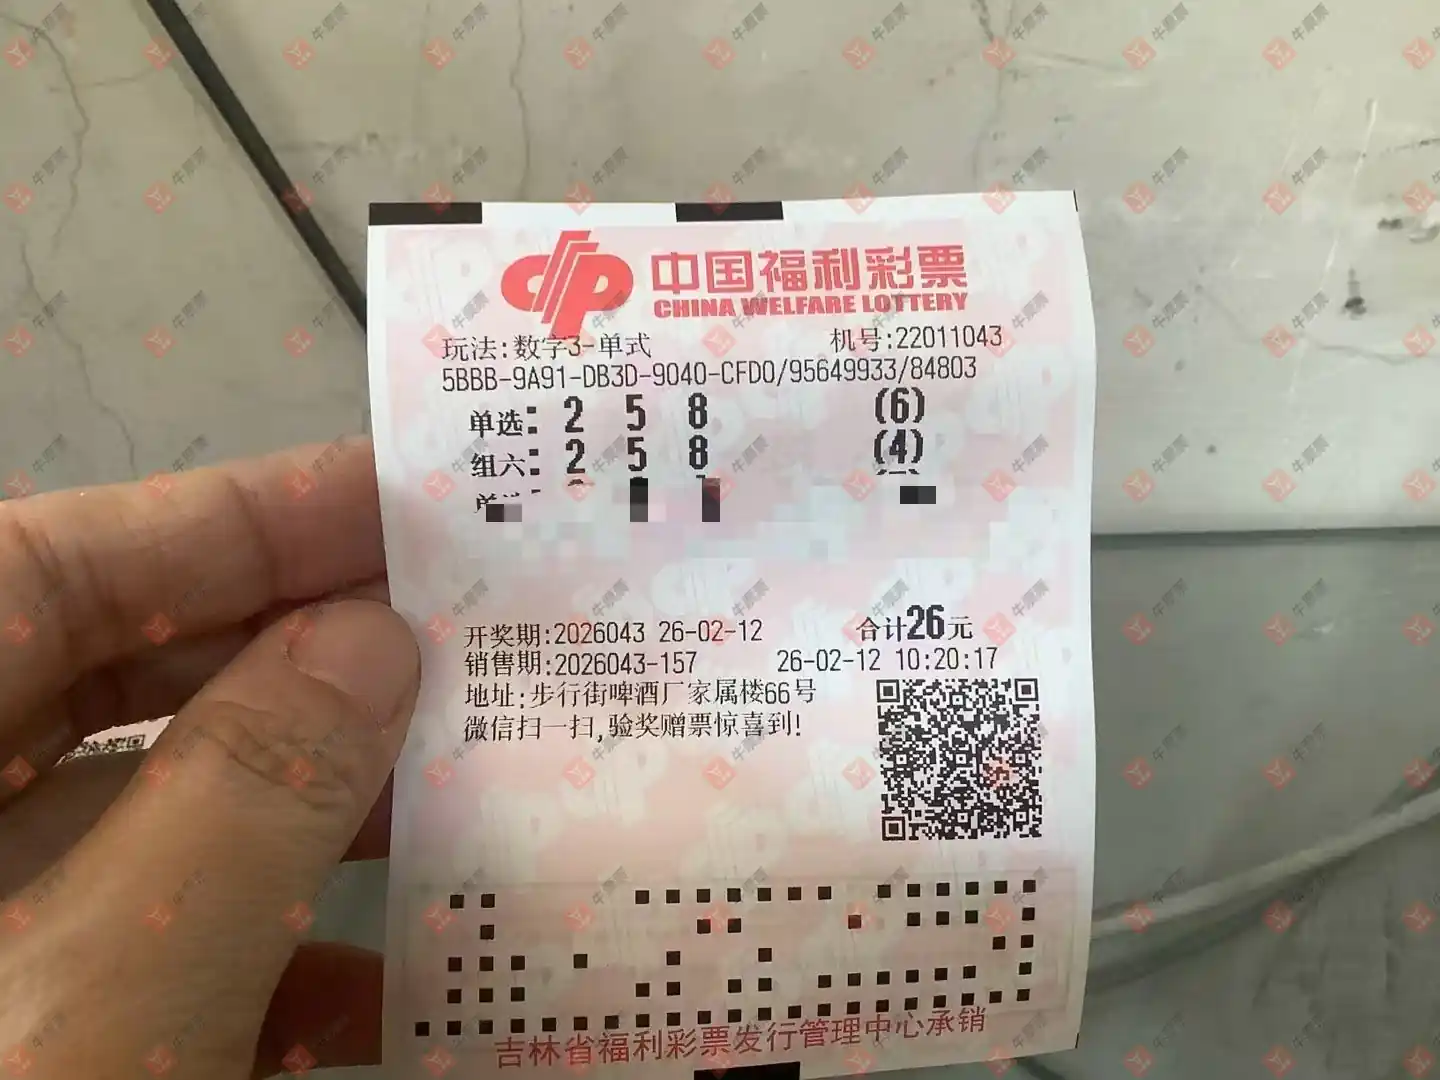 中国福利彩票
CHINA WELFARE LOTTERY
玩法:数字3-单式 机号:22011043
5BBB-9A91-DB3D-9040-CFD0/95649933/84803
单选: 2 5 8 (6)
组六: 2 5 8 (4)
开奖期:2026043 26-02-12 合计26元
销售期:2026043-157 26-02-12 10:20:17
地址:步行街啤酒厂家属楼66号
微信扫一扫,验奖赠票惊喜到!
吉林省福利彩票发行管理中心承销